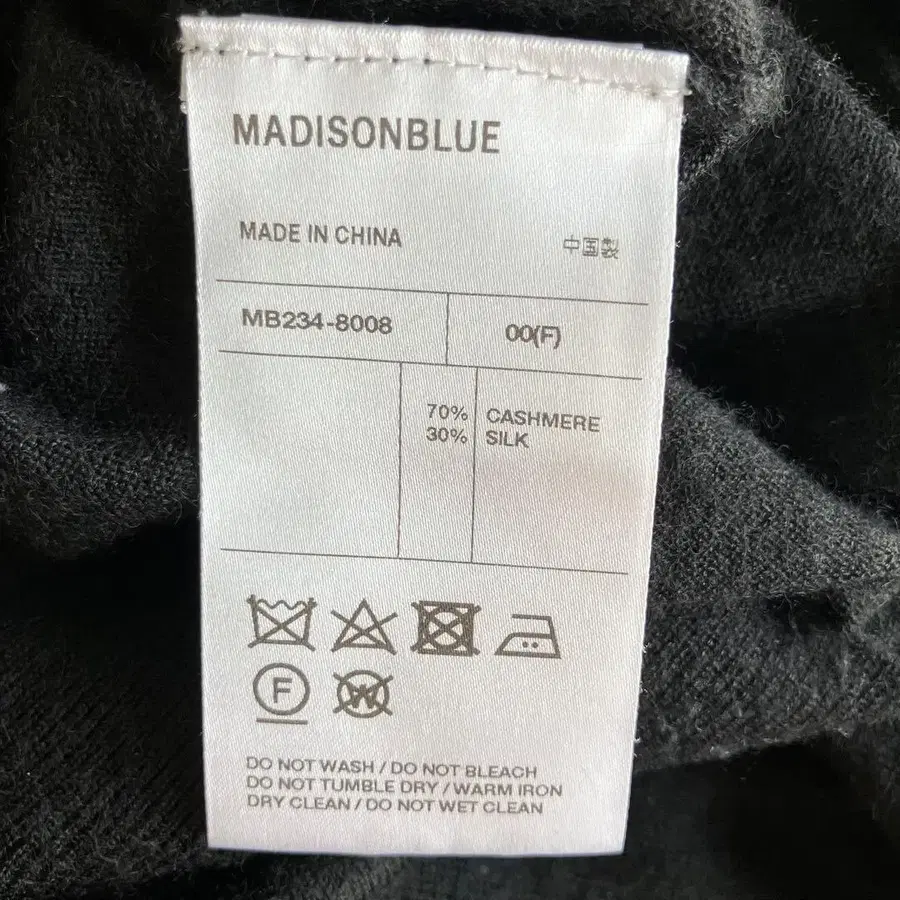 MADISONBLUE
MADE IN CHINA 中国製
MB234-8008 00(F)
70% CASHMERE
30% SILK
F
W
DO NOT WASH / DO NOT BLEACH
DO NOT TUMBLE DRY / WARM IRON
DRY CLEAN / DO NOT WET CLEAN